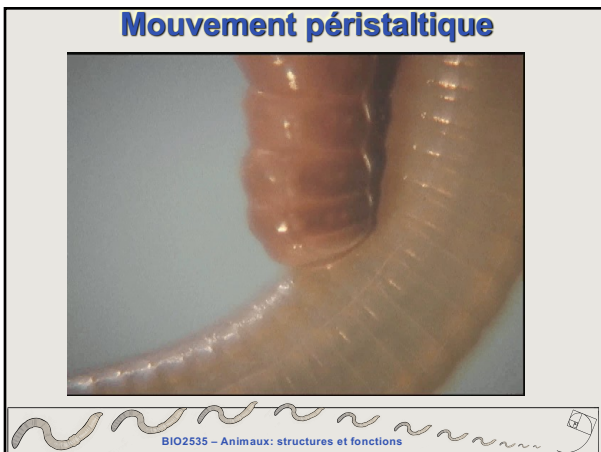 Mouvement péristaltique
BIO2535 – Animaux: structures et fonctions